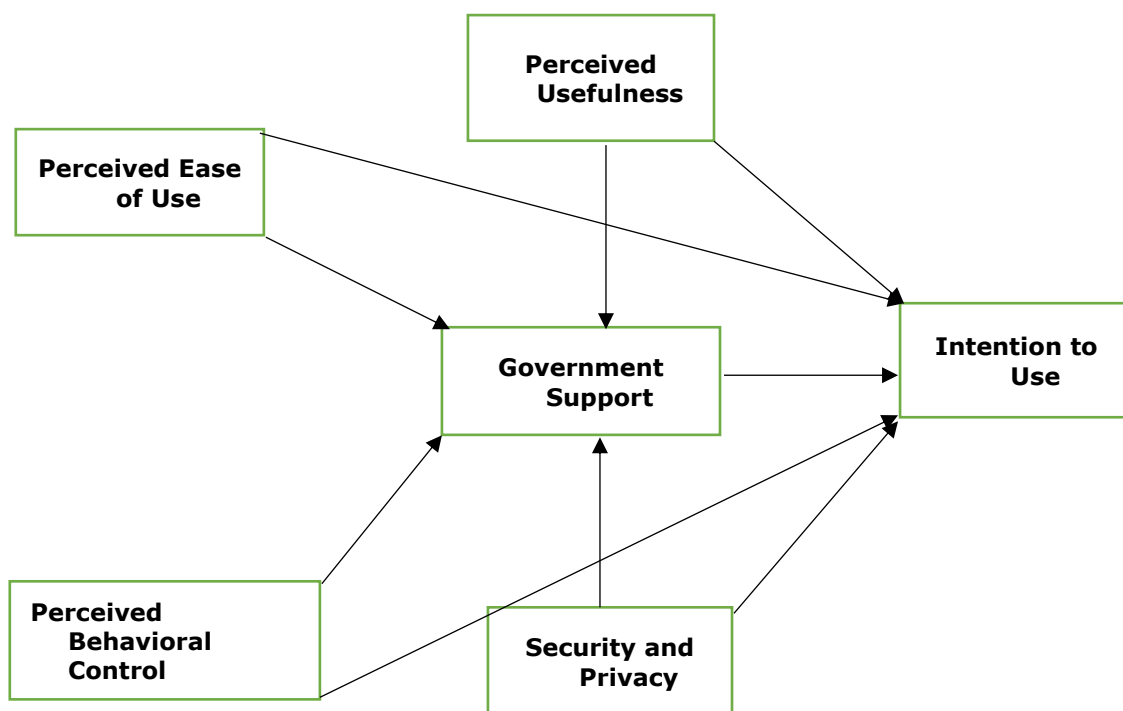 Perceived
Usefulness
Perceived Ease
of Use
Government
Support
Intention to
Use
Perceived
Behavioral
Control
Security and
Privacy